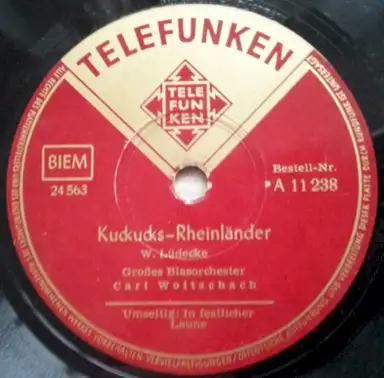 TELEFUNKEN
TELE
FUN
KEN
BIEM
24 563
Bestell-Nr.
A 11 238
Kuckucks-Rheinländer
W. Lüdecke
Großes Blasorchester
Carl Woitschach
Umseitig: In festlicher
Laune